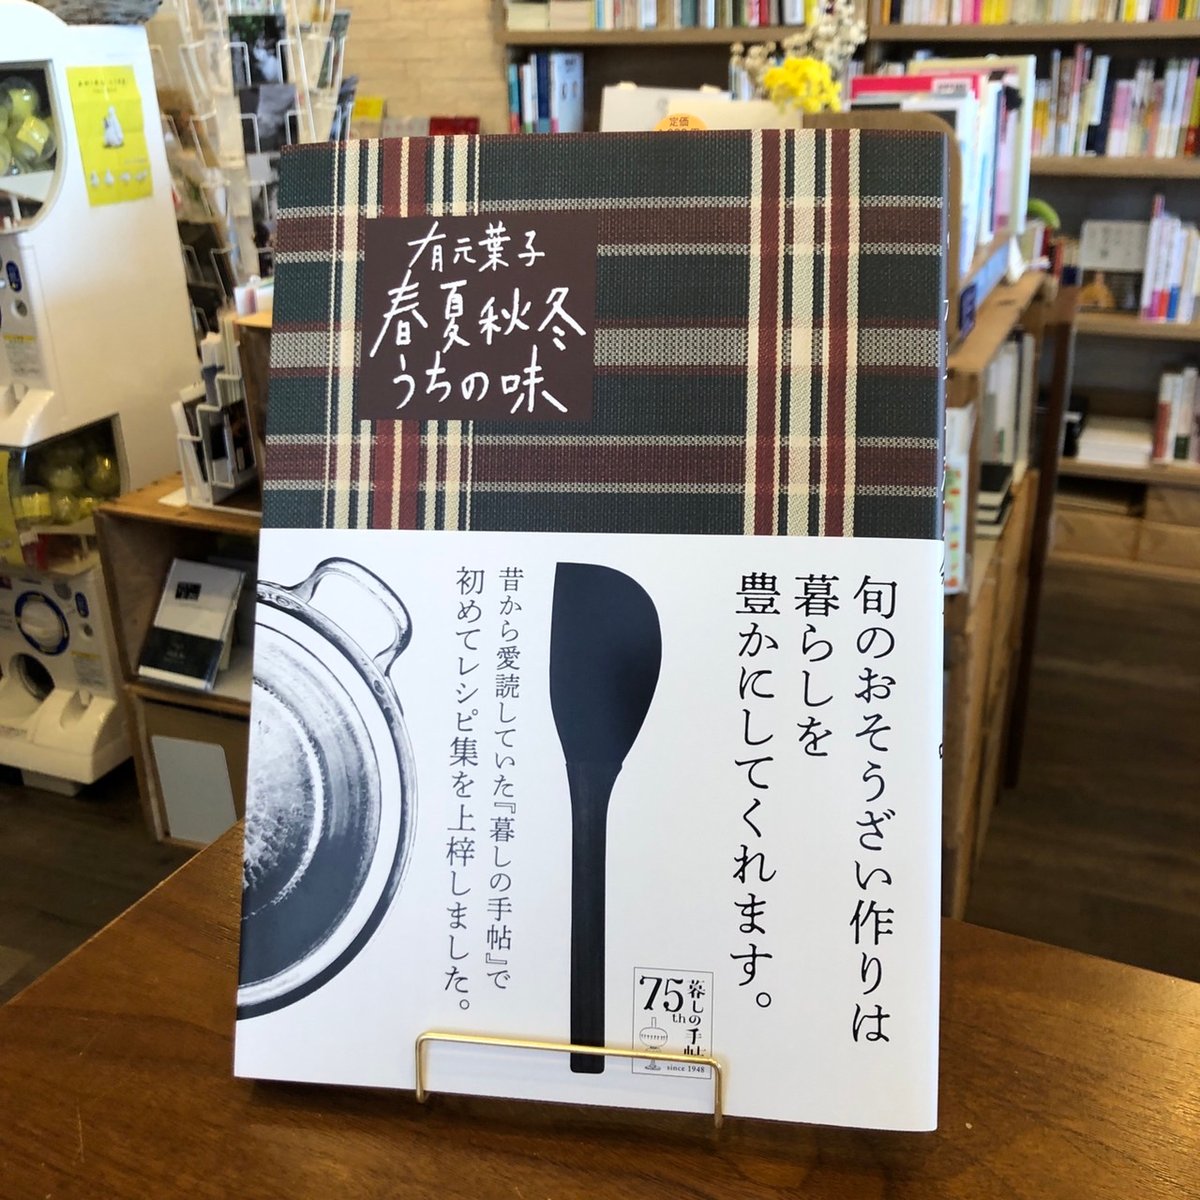 有元葉子
春夏秋冬
うちの味
旬のおそうざい作りは
暮らしを
豊かにしてくれます。
昔から愛読していた『暮しの手帖』で
初めてレシピ集を上梓しました。
75th
暮しの手帖
since 1948
定価